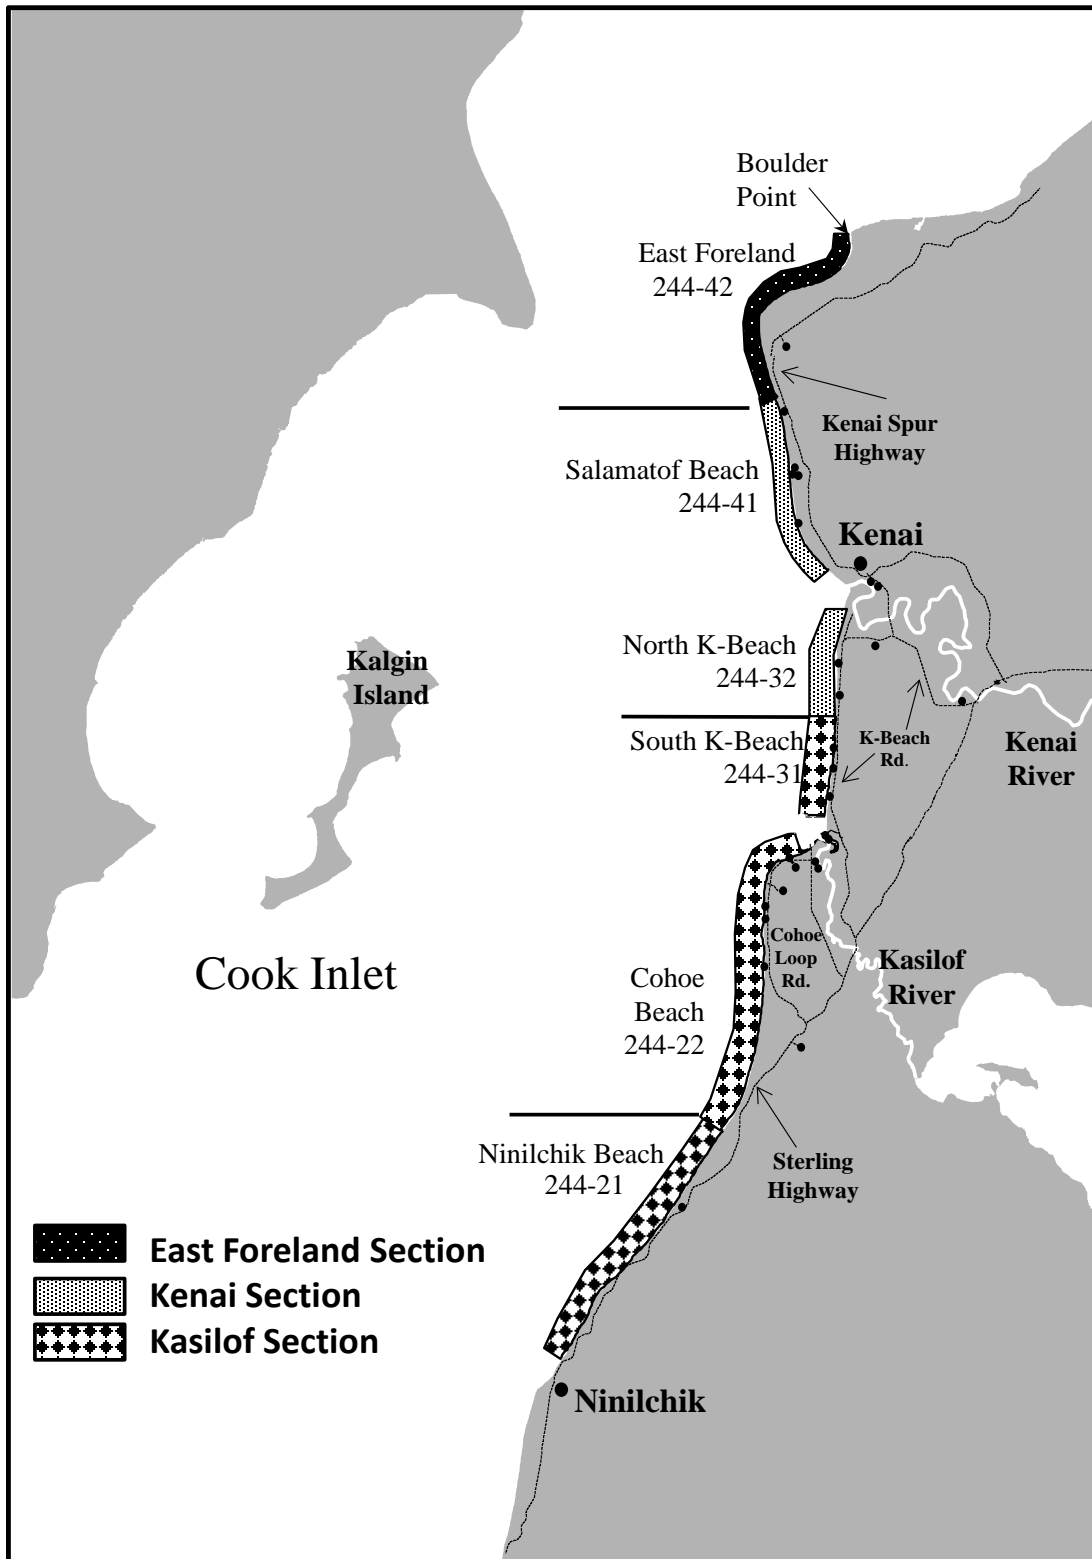 Boulder
Point
East Foreland
244-42
Kenai Spur
Highway
Salamatof Beach
244-41
Kenai
North K-Beach
244-32
Kalgin
Island
South K-Beach
244-31
K-Beach
Rd.
Kenai
River
Cohoe
Loop
Rd.
Kasilof
River
Cook Inlet
Cohoe
Beach
244-22
Ninilchik Beach
244-21
Sterling
Highway
East Foreland Section
Kenai Section
Kasilof Section
Ninilchik